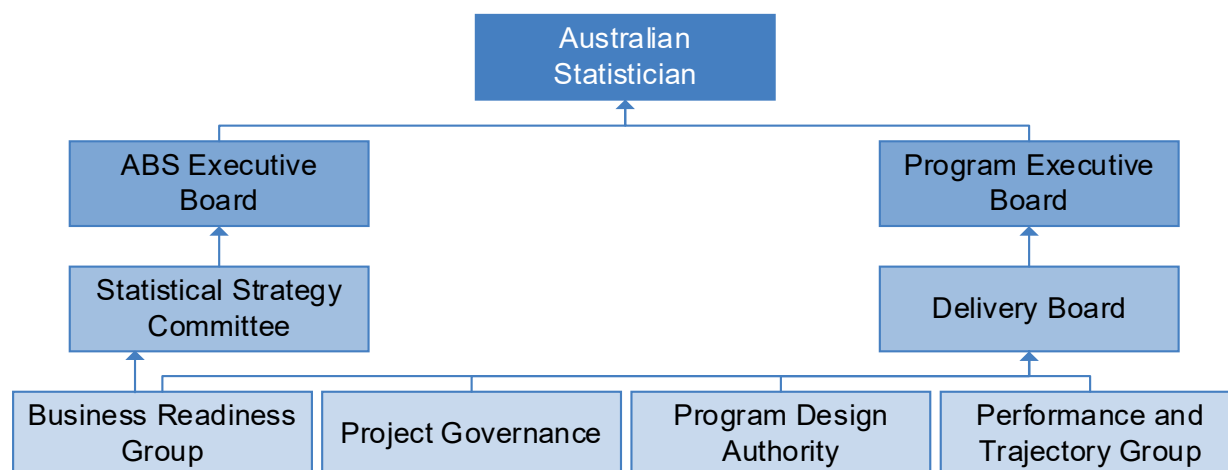 Australian
Statistician
ABS Executive
Board
Program Executive
Board
Statistical Strategy
Committee
Delivery Board
Business Readiness
Group
Project Governance
Program Design
Authority
Performance and
Trajectory Group